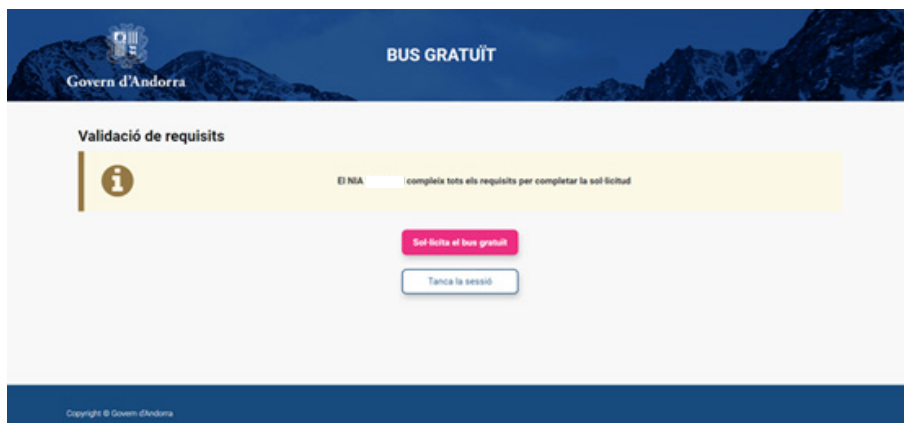 BUS GRATUÏT
Govern d'Andorra
Validació de requisits
El NIA compleix tots els requisits per completar la sol·licitud
Sol·licita el bus gratuït
Tanca la sessió
Copyright © Govern d'Andorra